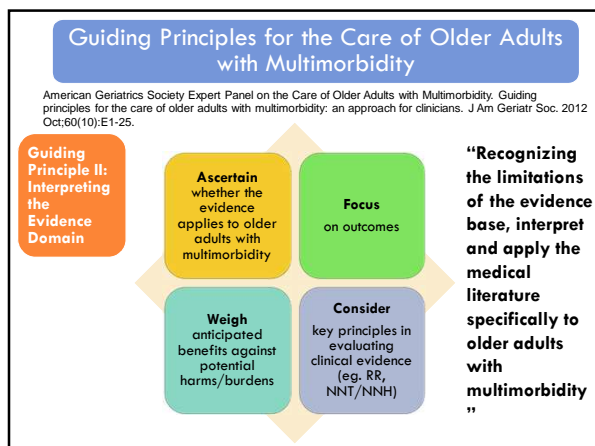 Guiding Principles for the Care of Older Adults
with Multimorbidity
American Geriatrics Society Expert Panel on the Care of Older Adults with Multimorbidity. Guiding
principles for the care of older adults with multimorbidity: an approach for clinicians. J Am Geriatr Soc. 2012
Oct;60(10):E1-25.
Guiding
Principle II:
Interpreting
the
Evidence
Domain
Ascertain
whether the
evidence
applies to older
adults with
multimorbidity
Focus
on outcomes
Weigh
anticipated
benefits against
potential
harms/burdens
Consider
key principles in
evaluating
clinical evidence
(eg. RR,
NNT/NNH)
“Recognizing
the limitations
of the evidence
base, interpret
and apply the
medical
literature
specifically to
older adults
with
multimorbidity
”